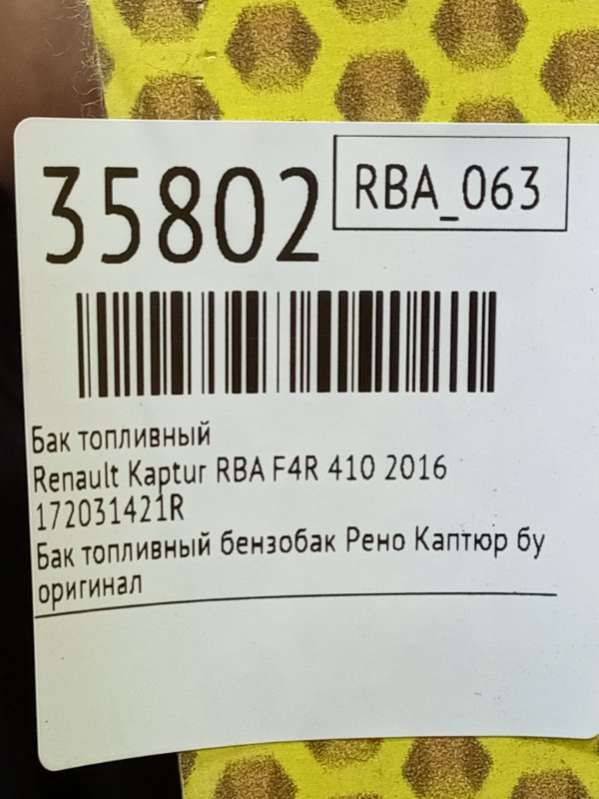 35802
RBA_063
Бак топливный
Renault Kaptur RBA F4R 410 2016
172031421R
Бак топливный бензобак Рено Каптюр бу
оригинал